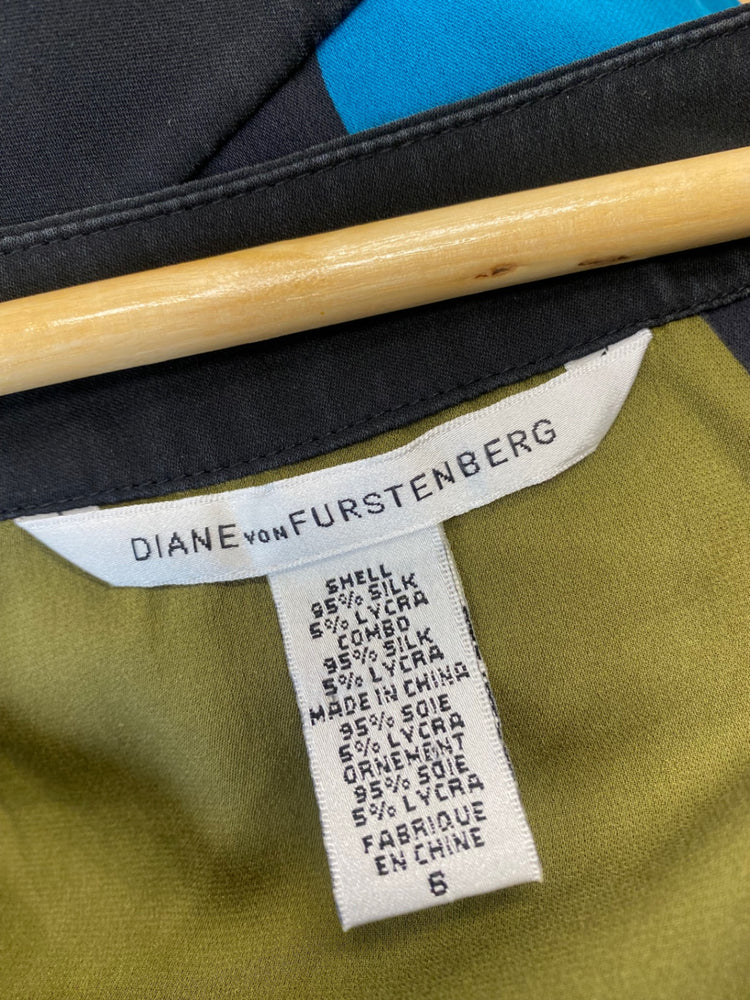 DIANE VON FURSTENBERG
SHELL
95% SILK
5% LYCRA
COMBO
95% SILK
5% LYCRA
MADE IN CHINA
95% SOIE
5% LYCRA
ORNEMENT
95% SOIE
5% LYCRA
FABRIQUE
EN CHINE
6